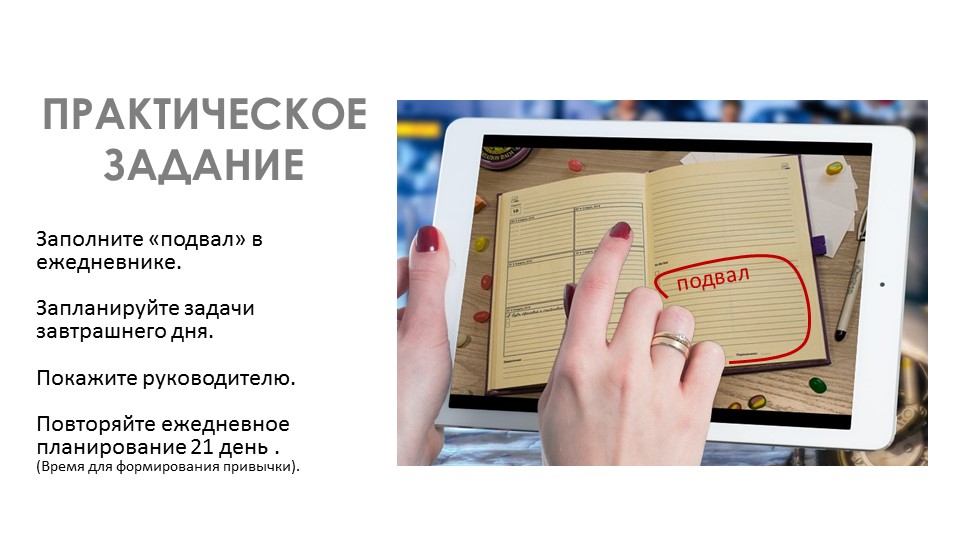 ПРАКТИЧЕСКОЕ
ЗАДАНИЕ
Заполните «подвал» в
ежедневнике.
Запланируйте задачи
завтрашнего дня.
Покажите руководителю.
Повторяйте ежедневное
планирование 21 день .
(Время для формирования привычки).
подвал